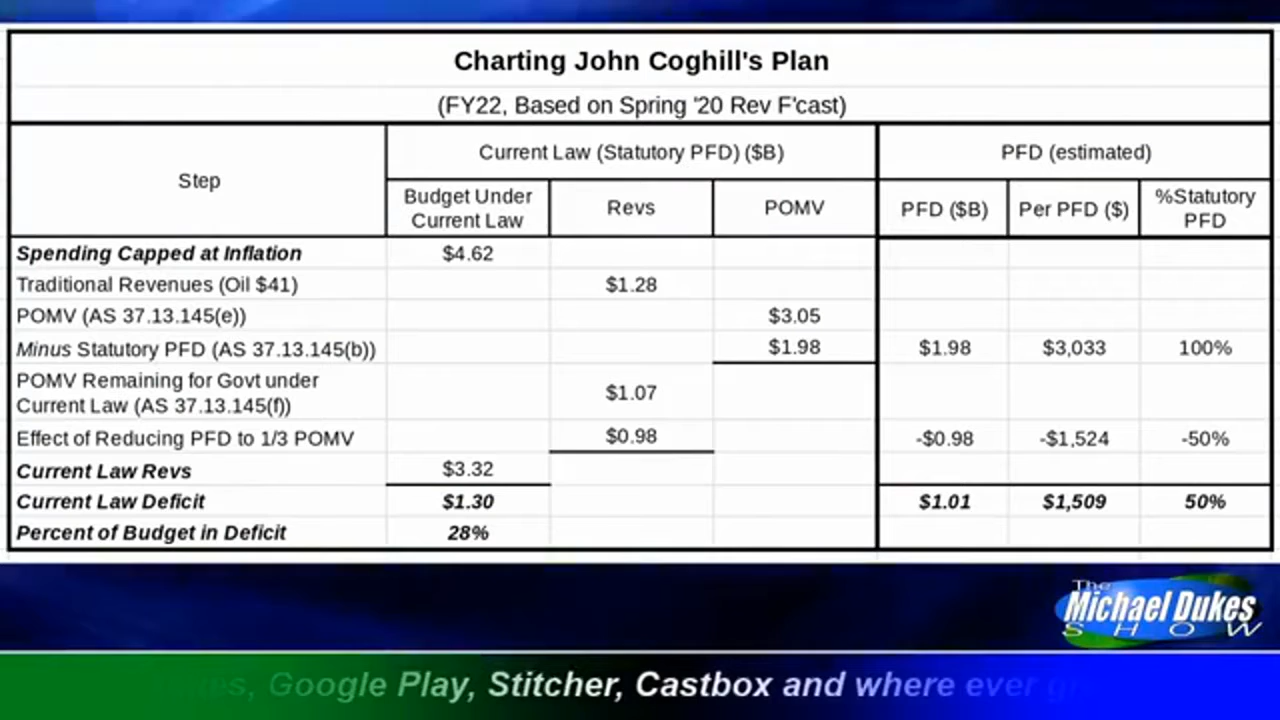 Charting John Coghill's Plan
(FY22, Based on Spring '20 Rev F'cast)
Step
Current Law (Statutory PFD) ($B)
PFD (estimated)
Budget Under
Current Law
Revs
POMV
PFD ($B)
Per PFD ($)
%Statutory
PFD
Spending Capped at Inflation $4.62
Traditional Revenues (Oil $41) $1.28
POMV (AS 37.13.145(e)) $3.05
Minus Statutory PFD (AS 37.13.145(b)) $1.98 $1.98 $3,033 100%
POMV Remaining for Govt under
Current Law (AS 37.13.145(f)) $1.07
Effect of Reducing PFD to 1/3 POMV $0.98 -$0.98 -$1,524 -50%
Current Law Revs $3.32
Current Law Deficit $1.30 $1.01 $1,509 50%
Percent of Budget in Deficit 28%
The
Michael Dukes
SHOW
Google Play, Stitcher, Castbox and where ever